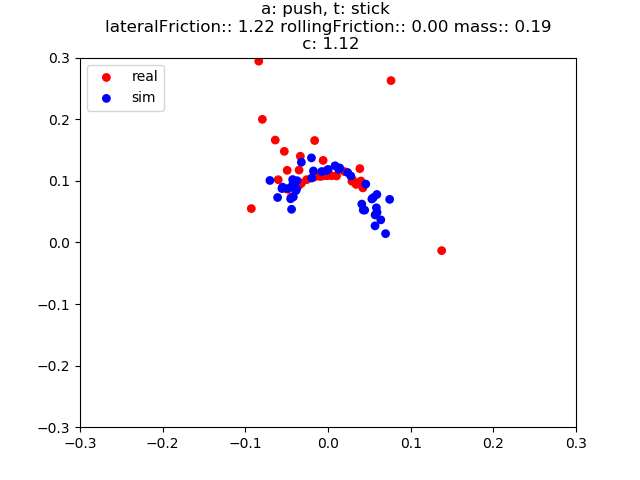 a: push, t: stick
lateralFriction:: 1.22 rollingFriction:: 0.00 mass:: 0.19
c: 1.12
real
sim
0.3
0.2
0.1
0.0
−0.1
−0.2
−0.3
−0.3 −0.2 −0.1 0.0 0.1 0.2 0.3